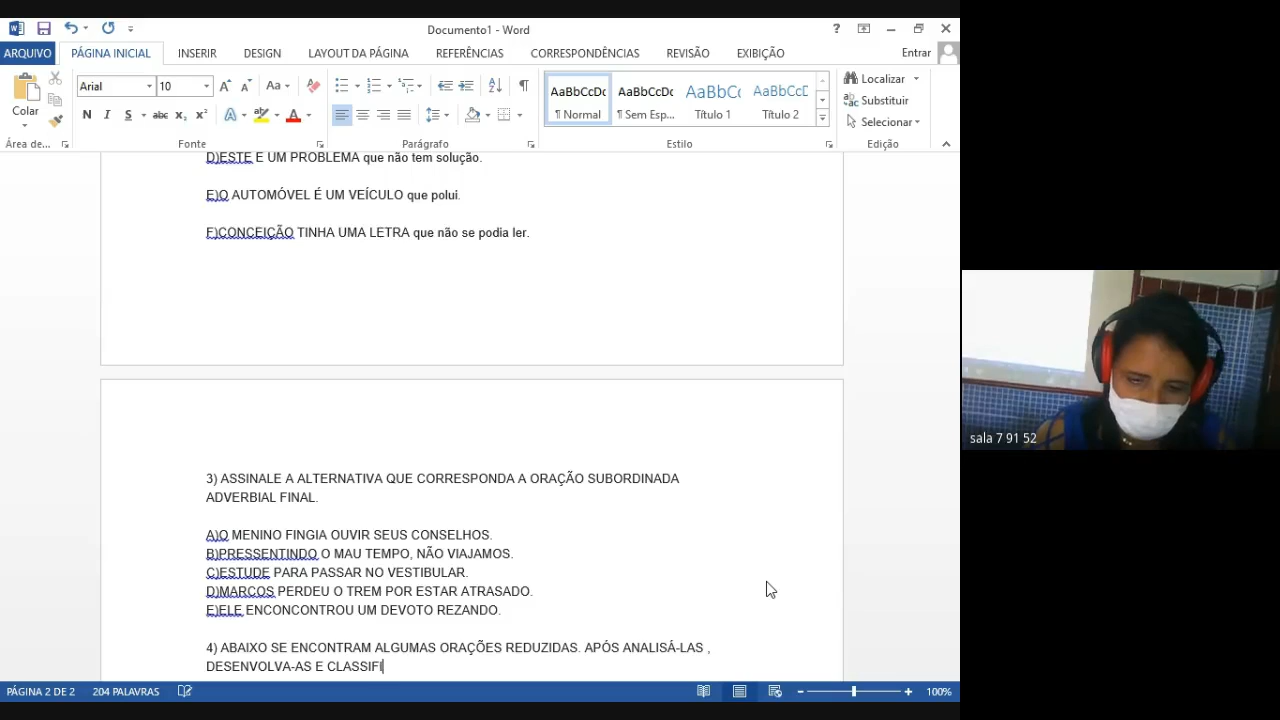 Documento1 - Word
?
ARQUIVO PÁGINA INICIAL INSERIR DESIGN LAYOUT DA PÁGINA REFERÊNCIAS CORRESPONDÊNCIAS REVISÃO EXIBIÇÃO Entrar
Colar
Arial 10
Aa
N I S abc x₂ x² A A
AaBbCcDc AaBbCcDc AaBbCc AaBbCcD
¶ Normal ¶ Sem Esp... Título 1 Título 2
Localizar
Substituir
Selecionar
Área de... Fonte Parágrafo Estilo Edição
D)ESTE E UM PROBLEMA que não tem solução.
E)O AUTOMÓVEL É UM VEÍCULO que polui.
F)CONCEIÇÃO TINHA UMA LETRA que não se podia ler.
3) ASSINALE A ALTERNATIVA QUE CORRESPONDA A ORAÇÃO SUBORDINADA
ADVERBIAL FINAL.
A)O MENINO FINGIA OUVIR SEUS CONSELHOS.
B)PRESSENTINDO O MAU TEMPO, NÃO VIAJAMOS.
C)ESTUDE PARA PASSAR NO VESTIBULAR.
D)MARCOS PERDEU O TREM POR ESTAR ATRASADO.
E)ELE ENCONCONTROU UM DEVOTO REZANDO.
4) ABAIXO SE ENCONTRAM ALGUMAS ORAÇÕES REDUZIDAS. APÓS ANALISÁ-LAS ,
DESENVOLVA-AS E CLASSIFI
PÁGINA 2 DE 2 204 PALAVRAS 100%
sala 7 91 52